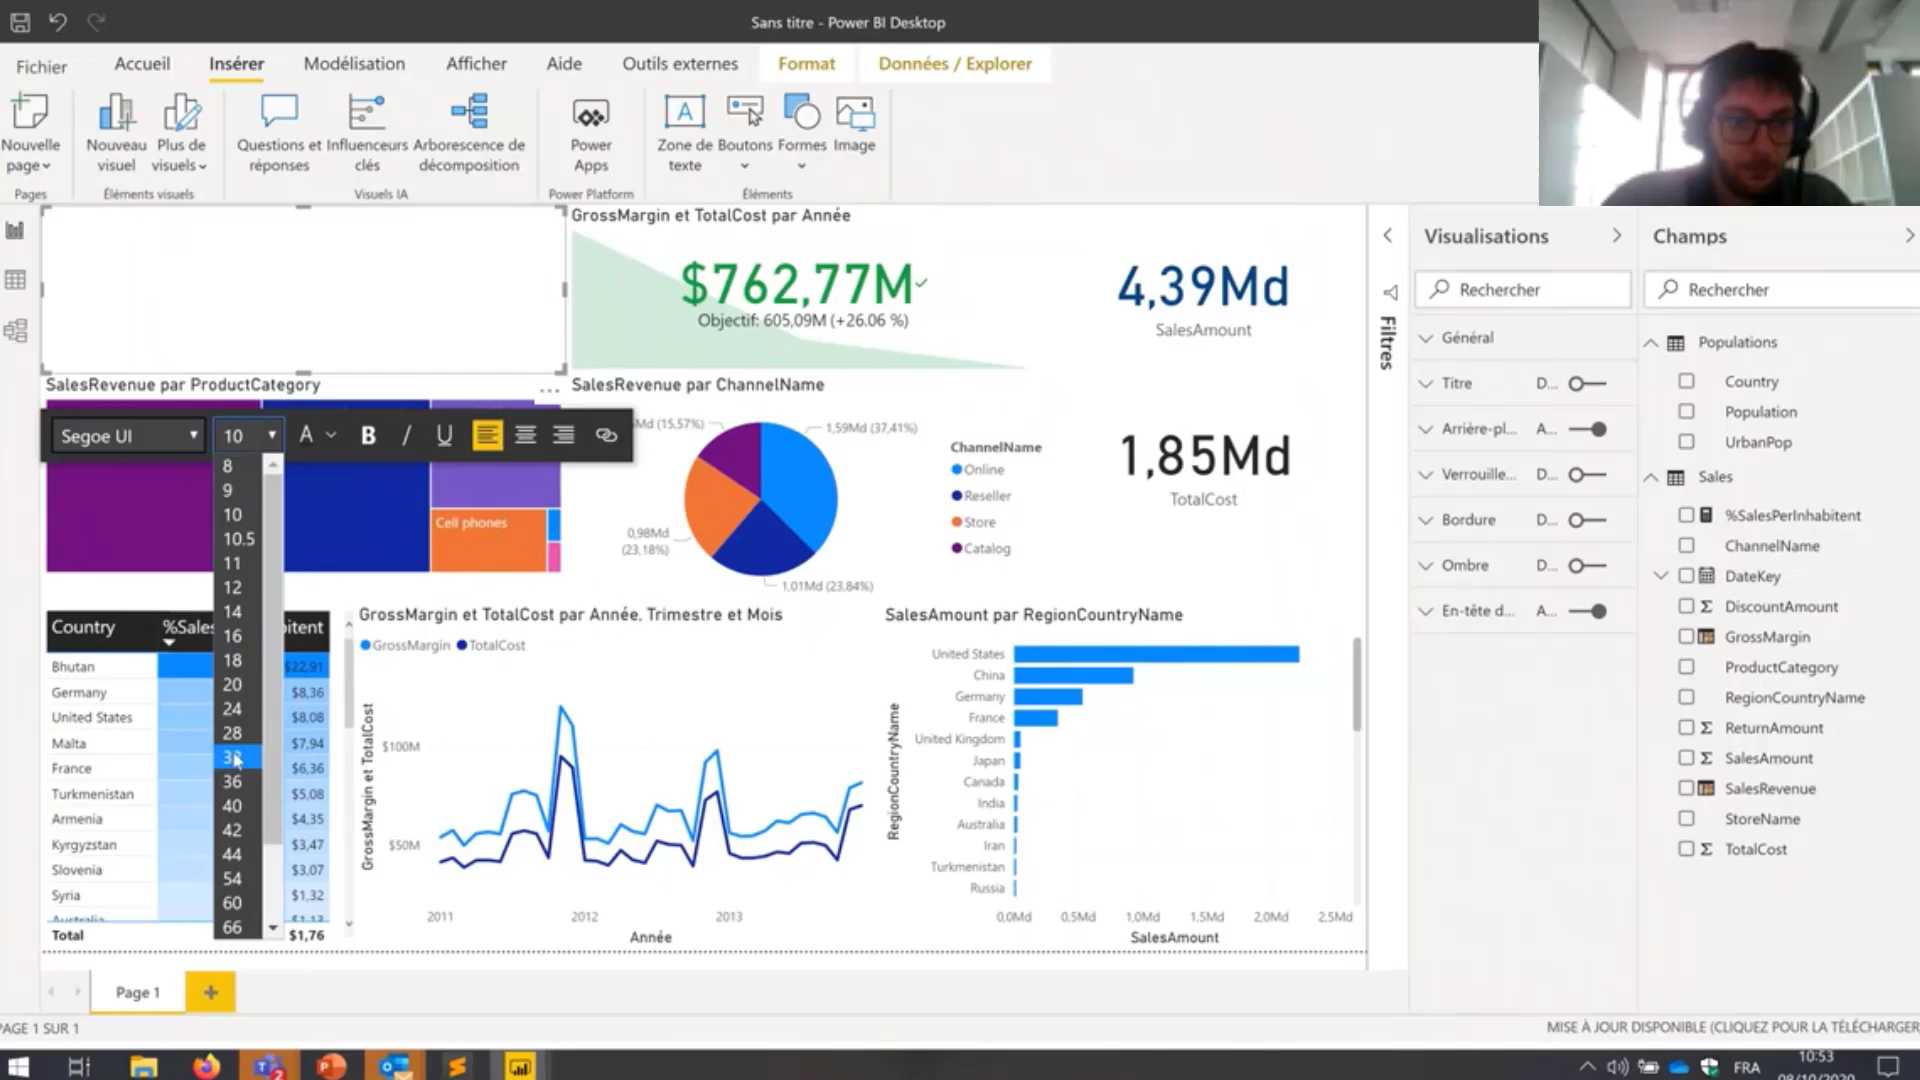 Sans titre - Power BI Desktop
Fichier
Accueil
Insérer
Modélisation
Afficher
Aide
Outils externes
Format
Données / Explorer
Nouvelle page
Nouveau visuel
Plus de visuels
Questions et réponses
Influenceurs clés
Arborescence de décomposition
Power Apps
Zone de texte
Boutons
Formes
Image
Pages
Éléments visuels
Visuels IA
Power Platform
Éléments
GrossMargin et TotalCost par Année
$762,77M
Objectif: 605,09M (+26.06 %)
4,39Md
SalesAmount
SalesRevenue par ProductCategory
...
Segoe UI
10
A
B
I
U
8
9
10
10.5
11
12
14
16
18
20
24
28
36
40
42
44
54
60
66
Cell phones
SalesRevenue par ChannelName
(15,57%)
1,59Md (37,41%)
0,98Md
(23,18%)
1,01Md (23,84%)
ChannelName
Online
Reseller
Store
Catalog
1,85Md
TotalCost
Country
Bhutan
$22,91
Germany
$8,36
United States
$8,08
Malta
$7,94
France
$6,36
Turkmenistan
$5,08
Armenia
$4,35
Kyrgyzstan
$3,47
Slovenia
$3,07
Syria
$1,32
Australia
$1,13
Total
$1,76
GrossMargin et TotalCost par Année, Trimestre et Mois
GrossMargin
TotalCost
GrossMargin et TotalCost
$100M
$50M
2011
2012
2013
Année
SalesAmount par RegionCountryName
RegionCountryName
United States
China
Germany
France
United Kingdom
Japan
Canada
India
Australia
Iran
Turkmenistan
Russia
0,0Md
0,5Md
1,0Md
1,5Md
2,0Md
2,5Md
SalesAmount
Filtres
Visualisations
Rechercher
Général
Titre
D...
Arrière-pl...
A...
Verrouille...
D...
Bordure
D...
Ombre
D...
En-tête d...
A...
Champs
Rechercher
Populations
Country
Population
UrbanPop
Sales
%SalesPerInhabitent
ChannelName
DateKey
DiscountAmount
GrossMargin
ProductCategory
RegionCountryName
ReturnAmount
SalesAmount
SalesRevenue
StoreName
TotalCost
Page 1
PAGE 1 SUR 1
MISE À JOUR DISPONIBLE (CLIQUEZ POUR LA TÉLÉCHARGER
FRA
10:53